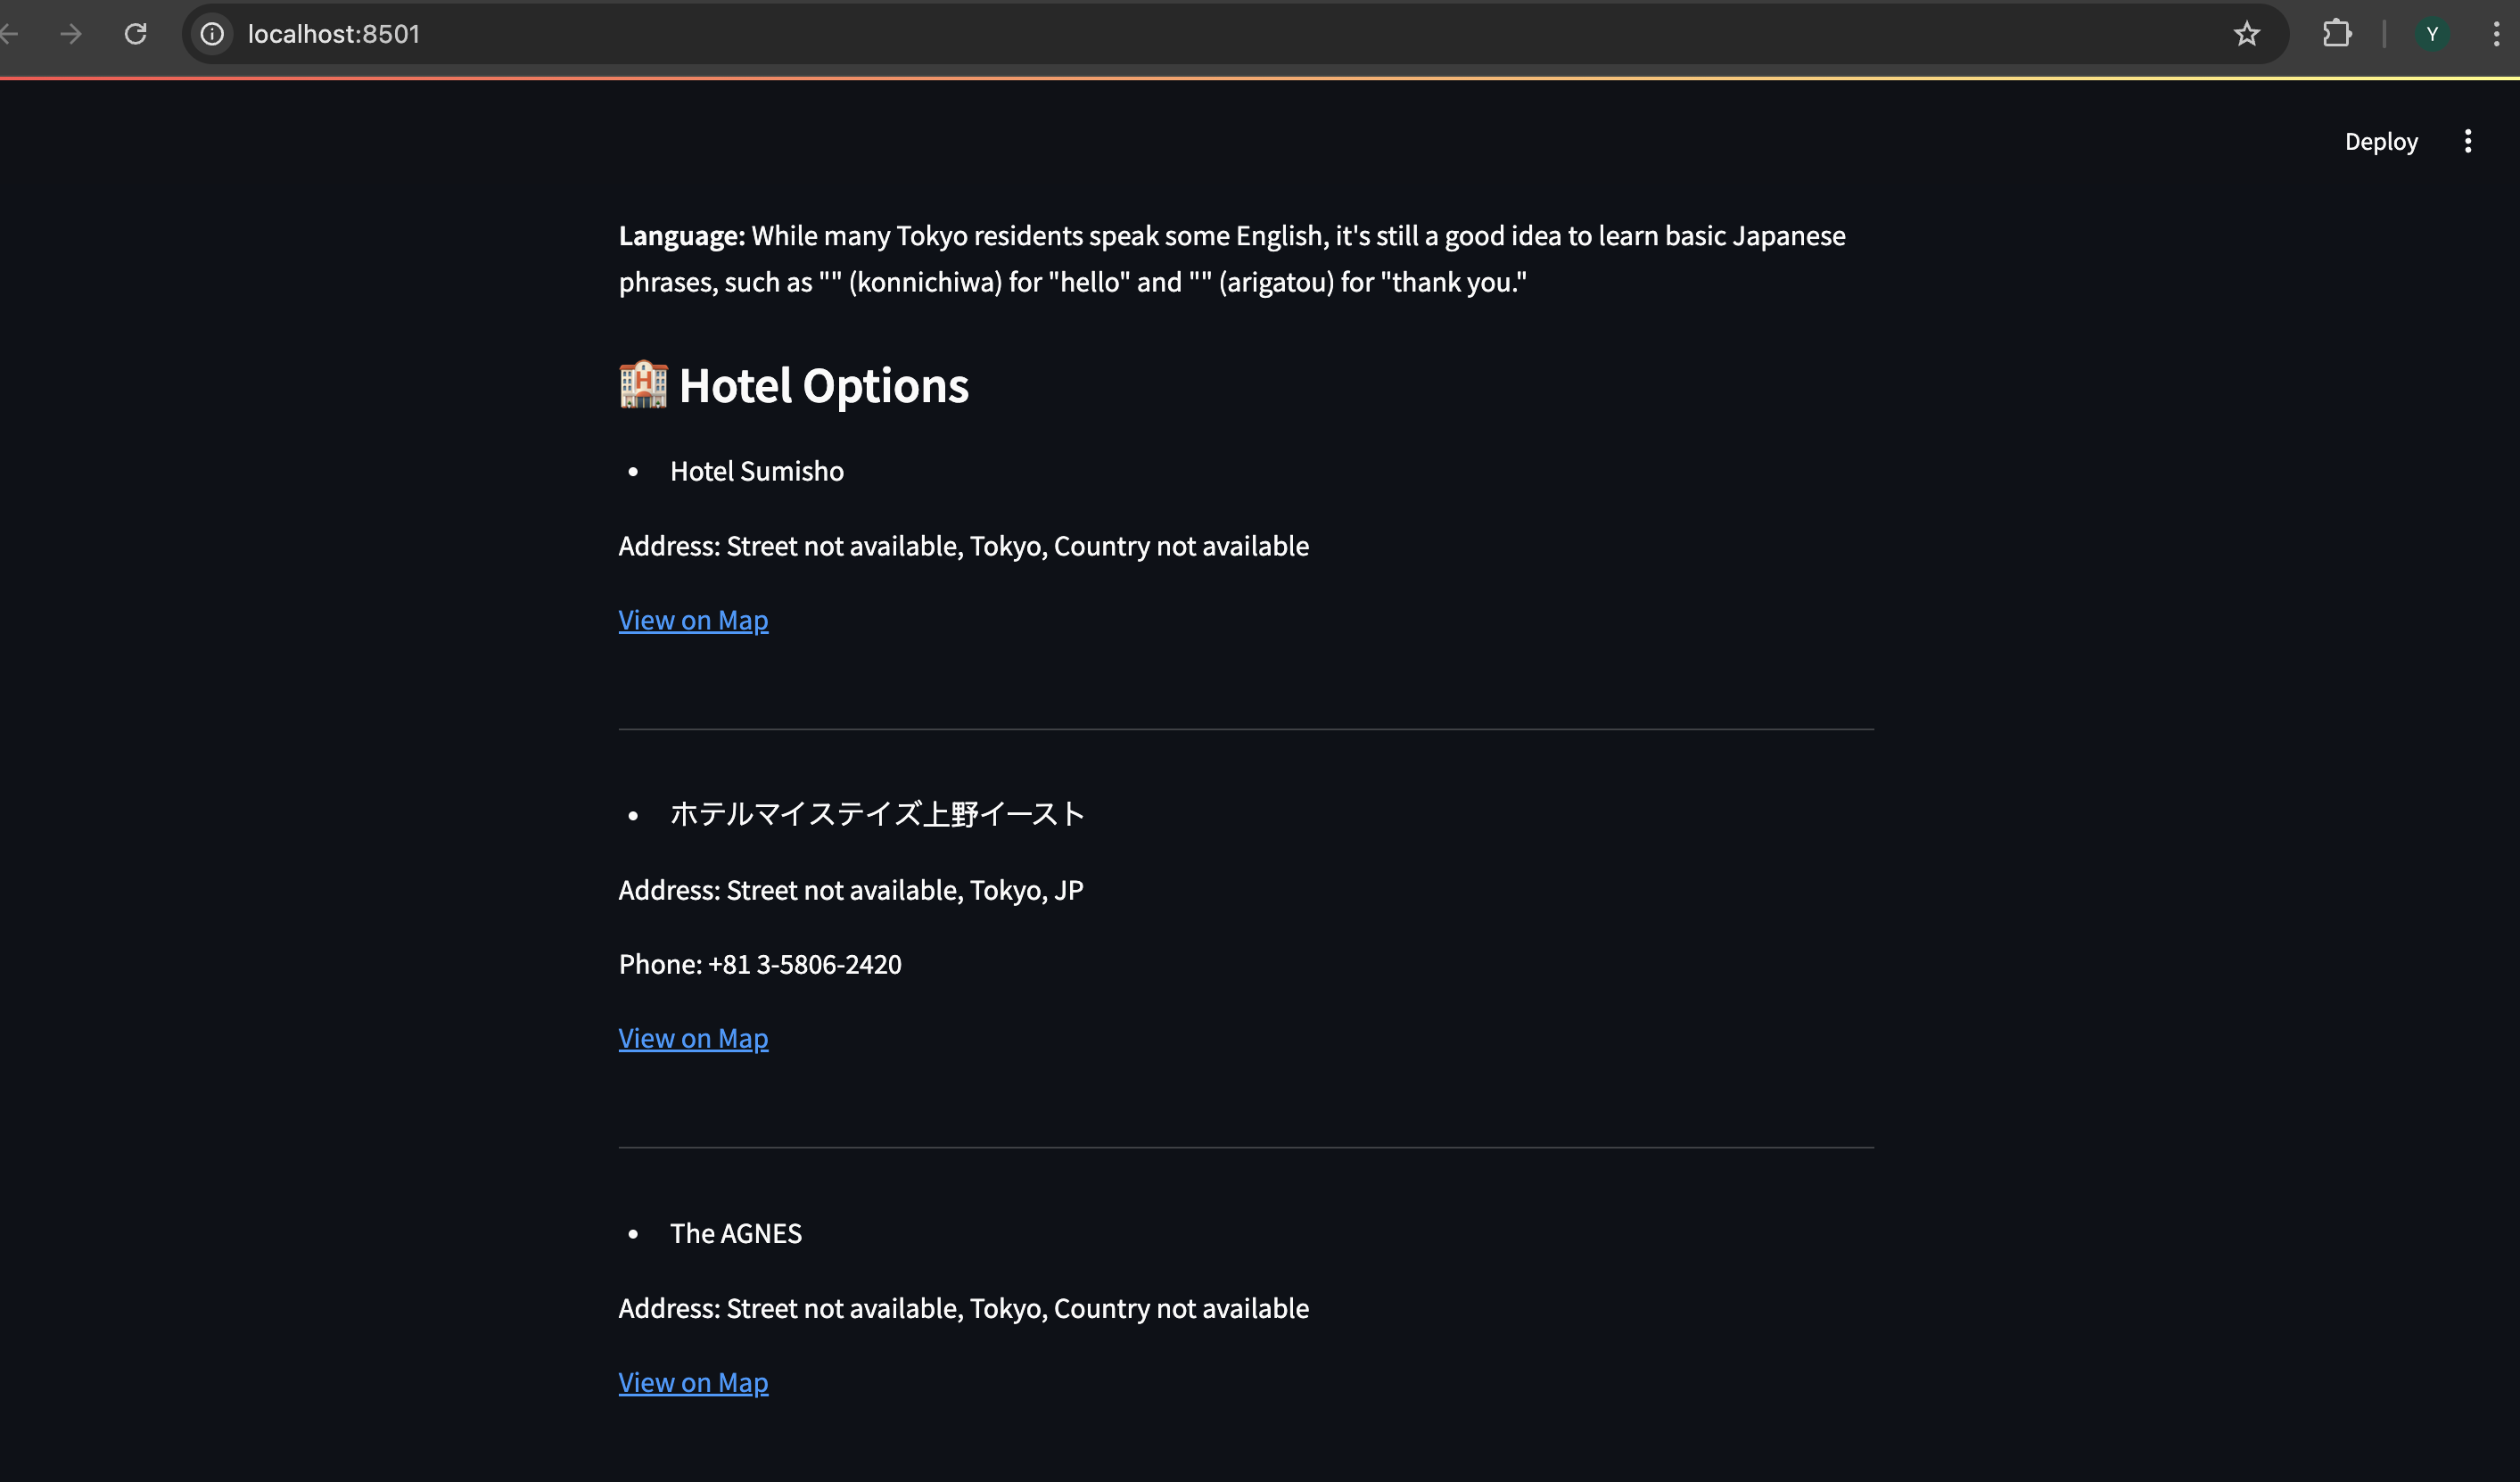 localhost:8501
Y
Deploy
Language: While many Tokyo residents speak some English, it's still a good idea to learn basic Japanese
phrases, such as "" (konnichiwa) for "hello" and "" (arigatou) for "thank you."
🏨 Hotel Options
• Hotel Sumisho
Address: Street not available, Tokyo, Country not available
View on Map
• ホテルマイステイズ上野イースト
Address: Street not available, Tokyo, JP
Phone: +81 3-5806-2420
View on Map
• The AGNES
Address: Street not available, Tokyo, Country not available
View on Map